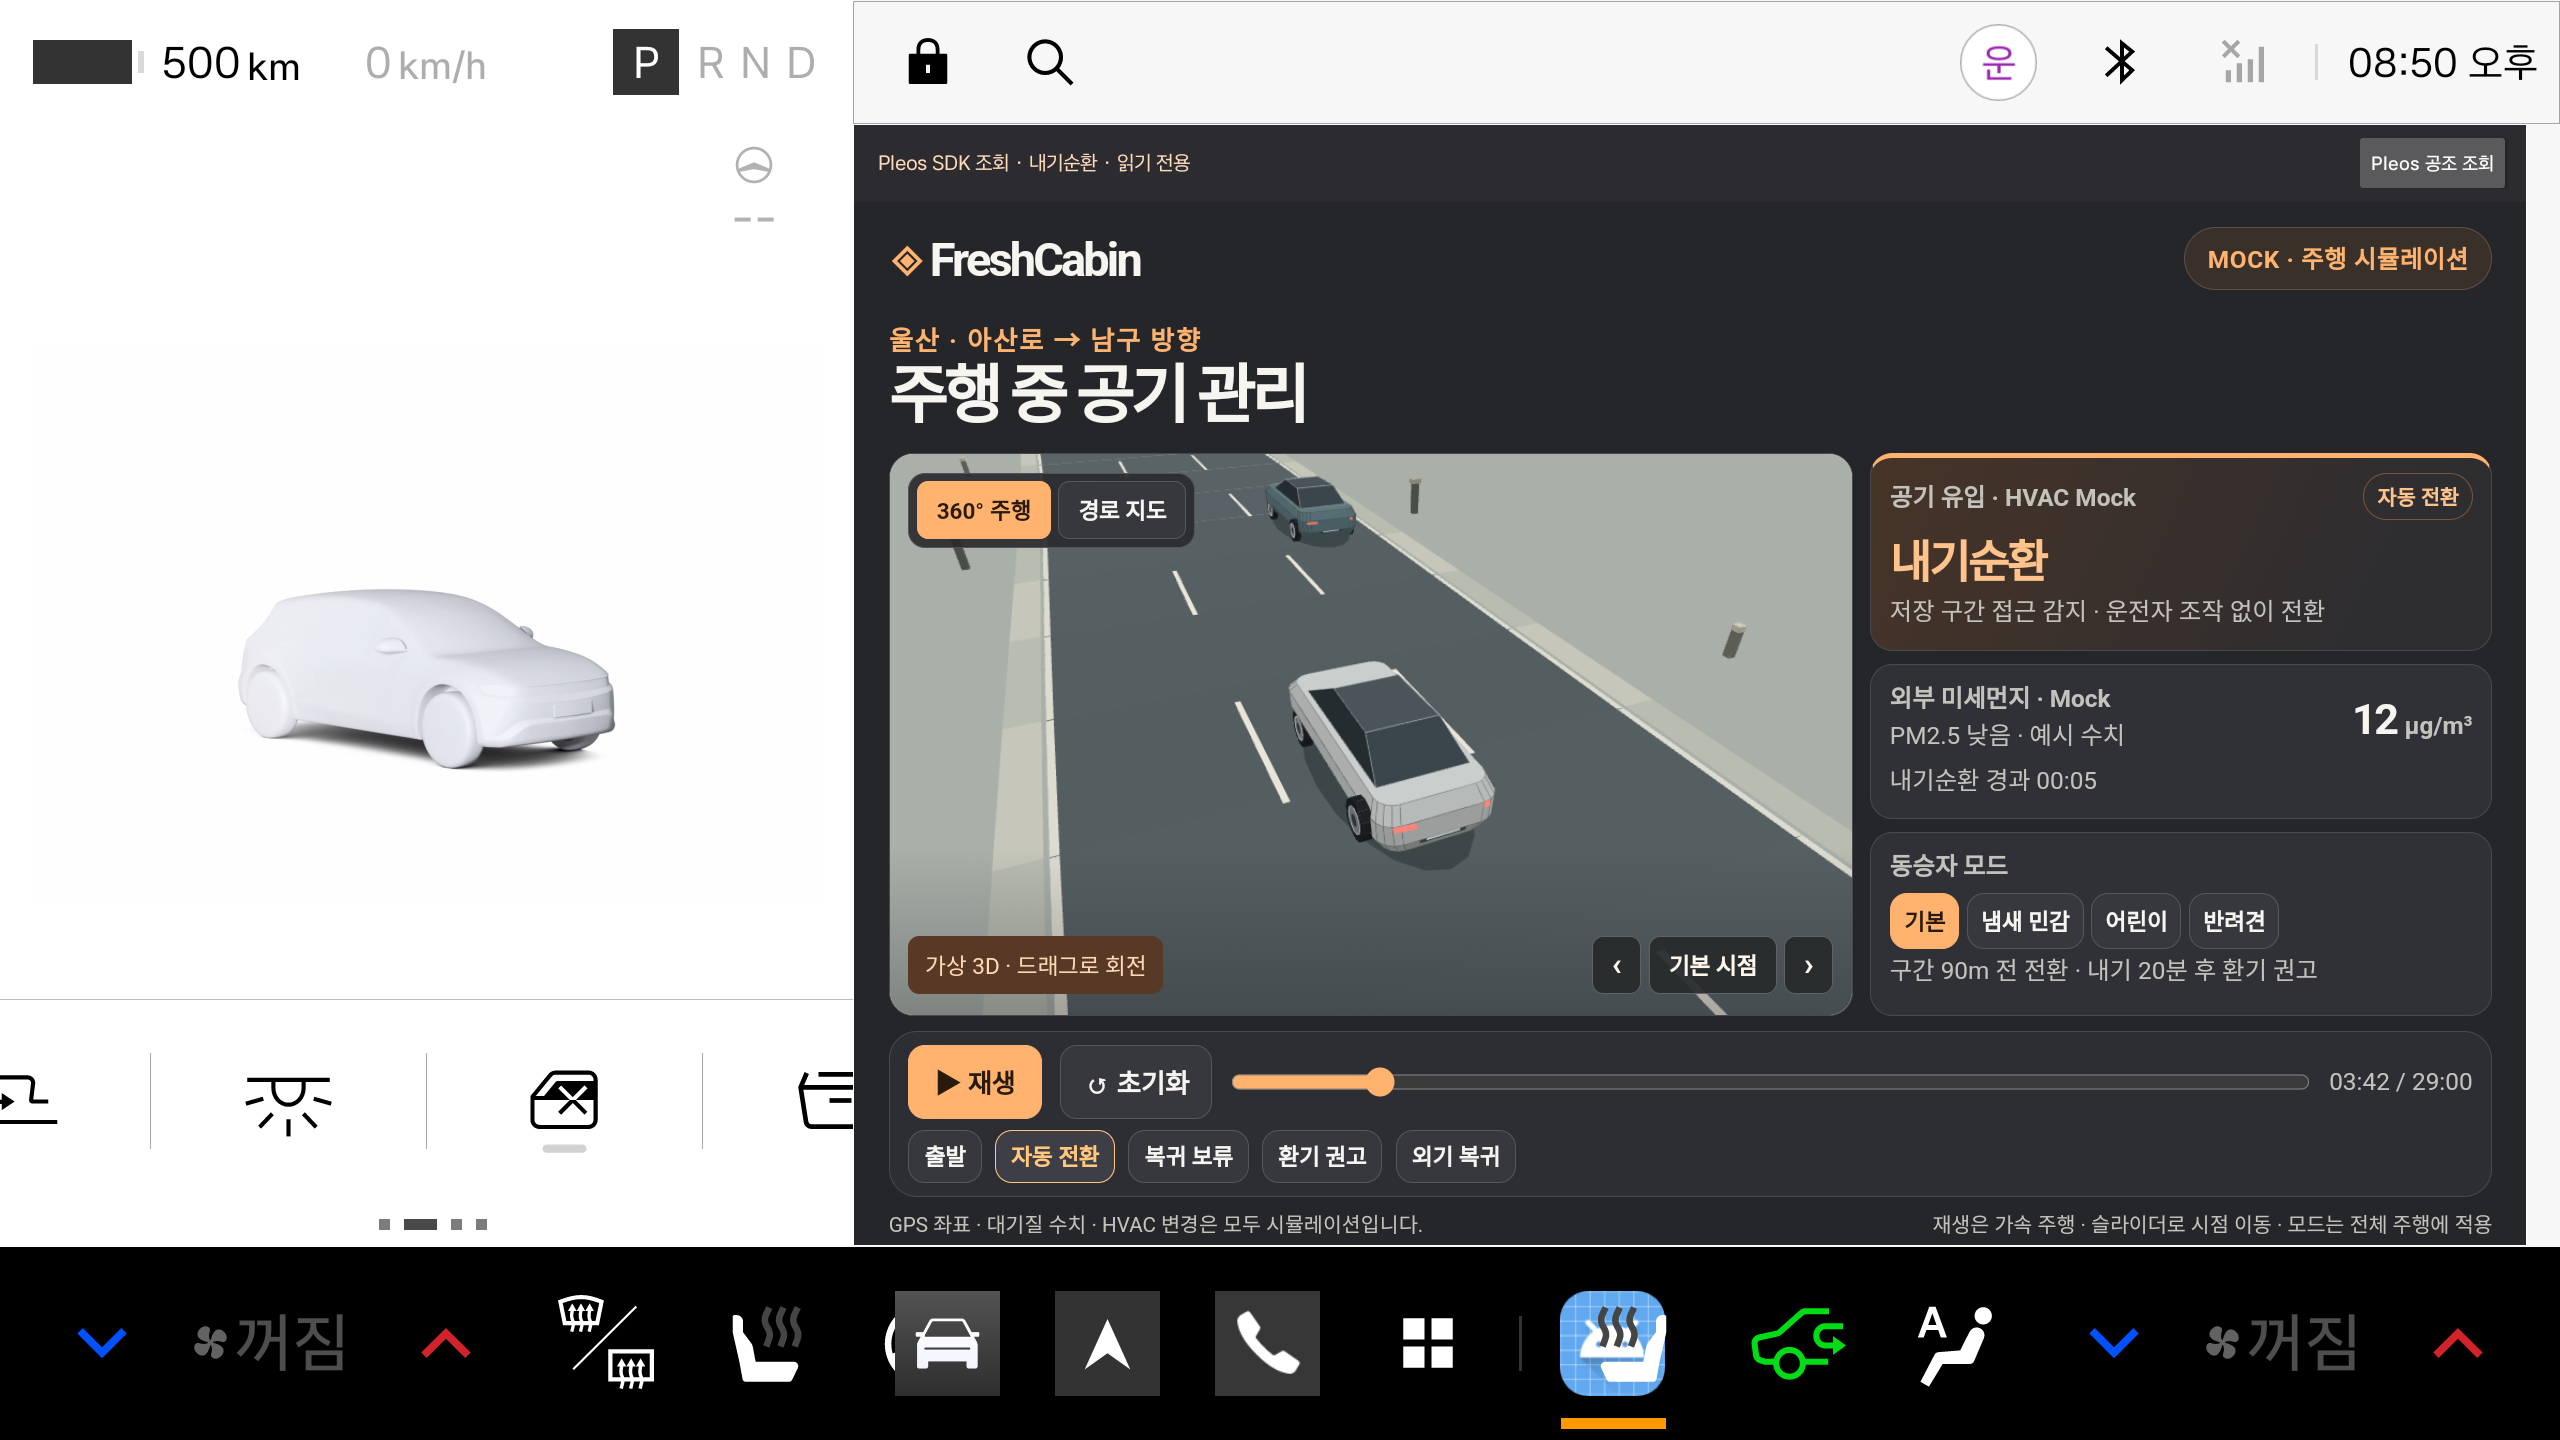 500 km 0 km/h P R N D
운 08:50 오후
Pleos SDK 조회 · 내기순환 · 읽기 전용
Pleos 공조 조회
FreshCabin
MOCK · 주행 시뮬레이션
울산 · 아산로 → 남구 방향
주행 중 공기 관리
360° 주행 경로 지도
가상 3D · 드래그로 회전
‹ 기본 시점 ›
공기 유입 · HVAC Mock 자동 전환
내기순환
저장 구간 접근 감지 · 운전자 조작 없이 전환
외부 미세먼지 · Mock
PM2.5 낮음 · 예시 수치
12 µg/m³
내기순환 경과 00:05
동승자 모드
기본 냄새 민감 어린이 반려견
구간 90m 전 전환 · 내기 20분 후 환기 권고
▶ 재생 ↺ 초기화 03:42 / 29:00
출발 자동 전환 복귀 보류 환기 권고 외기 복귀
GPS 좌표 · 대기질 수치 · HVAC 변경은 모두 시뮬레이션입니다.
재생은 가속 주행 · 슬라이더로 시점 이동 · 모드는 전체 주행에 적용
꺼짐 A 꺼짐